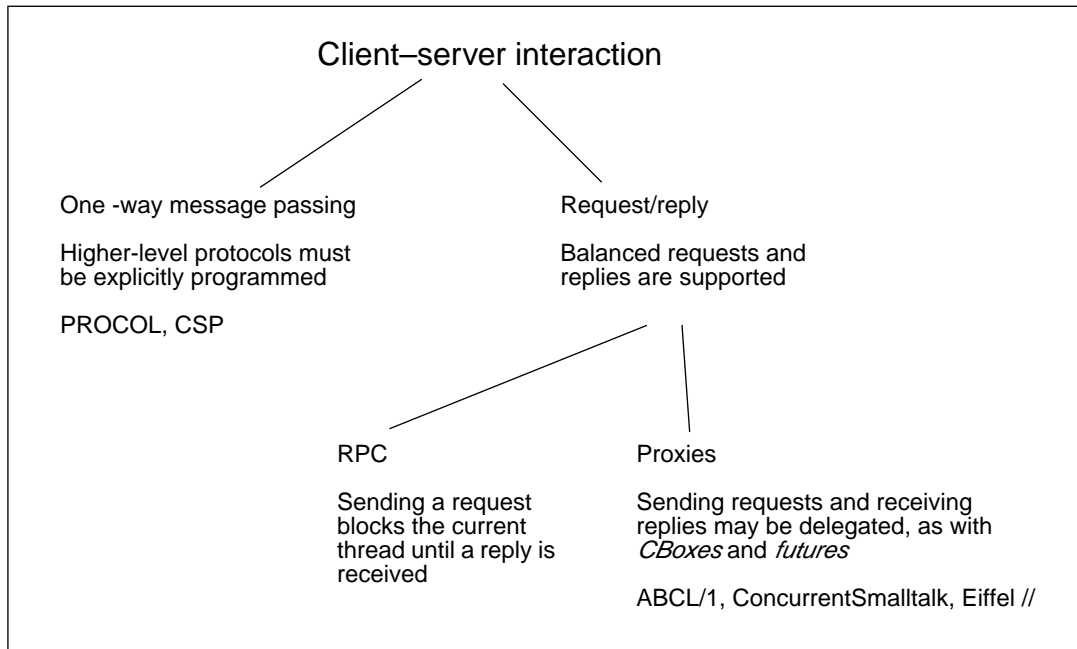 Client–server interaction
One -way message passing
Higher-level protocols must
be explicitly programmed
PROCOL, CSP
Request/reply
Balanced requests and
replies are supported
RPC
Sending a request
blocks the current
thread until a reply is
received
Proxies
Sending requests and receiving
replies may be delegated, as with
CBoxes and futures
ABCL/1, ConcurrentSmalltalk, Eiffel //